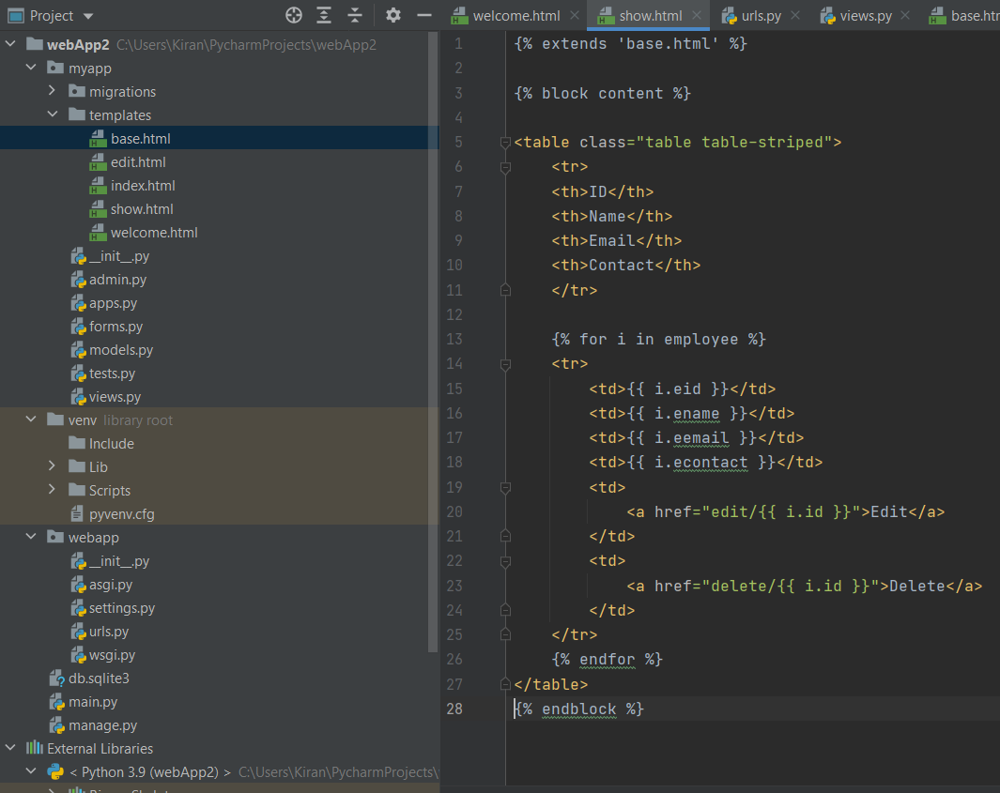 Project
webApp2 C:\Users\Kiran\PycharmProjects\webApp2
myapp
migrations
templates
base.html
edit.html
index.html
show.html
welcome.html
__init__.py
admin.py
apps.py
forms.py
models.py
tests.py
views.py
venv library root
Include
Lib
Scripts
pyvenv.cfg
webapp
__init__.py
asgi.py
settings.py
urls.py
wsgi.py
db.sqlite3
main.py
manage.py
External Libraries
< Python 3.9 (webApp2) > C:\Users\Kiran\PycharmProjects\
welcome.html show.html urls.py views.py
1 {% extends 'base.html' %}
2
3 {% block content %}
4
5 <table class="table table-striped">
6 <tr>
7 <th>ID</th>
8 <th>Name</th>
9 <th>Email</th>
10 <th>Contact</th>
11 </tr>
12
13 {% for i in employee %}
14 <tr>
15 <td>{{ i.eid }}</td>
16 <td>{{ i.ename }}</td>
17 <td>{{ i.eemail }}</td>
18 <td>{{ i.econtact }}</td>
19 <td>
20 <a href="edit/{{ i.id }}">Edit</a>
21 </td>
22 <td>
23 <a href="delete/{{ i.id }}">Delete</a>
24 </td>
25 </tr>
26 {% endfor %}
27 </table>
28 {% endblock %}